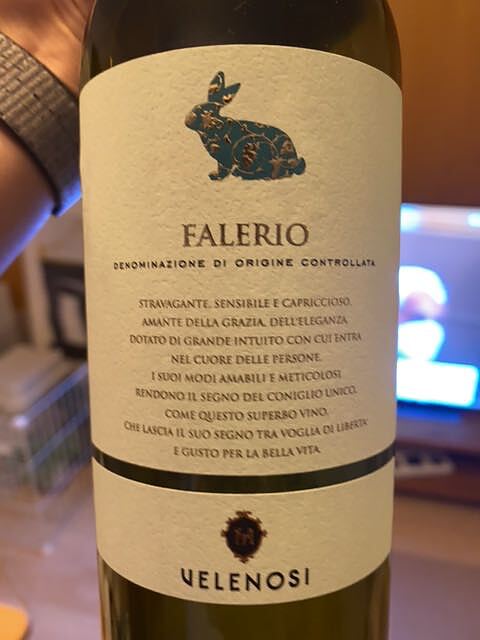 FALERIO
DENOMINAZIONE DI ORIGINE CONTROLLATA
STRAVAGANTE, SENSIBILE E CAPRICCIOSO,
AMANTE DELLA GRAZIA, DELL'ELEGANZA
DOTATO DI GRANDE INTUITO CON CUI ENTRA
NEL CUORE DELLE PERSONE.
I SUOI MODI AMABILI E METICOLOSI
RENDONO IL SEGNO DEL CONIGLIO UNICO,
COME QUESTO SUPERBO VINO,
CHE LASCIA IL SUO SEGNO TRA VOGLIA DI LIBERTA'
E GUSTO PER LA BELLA VITA.
VELENOSI